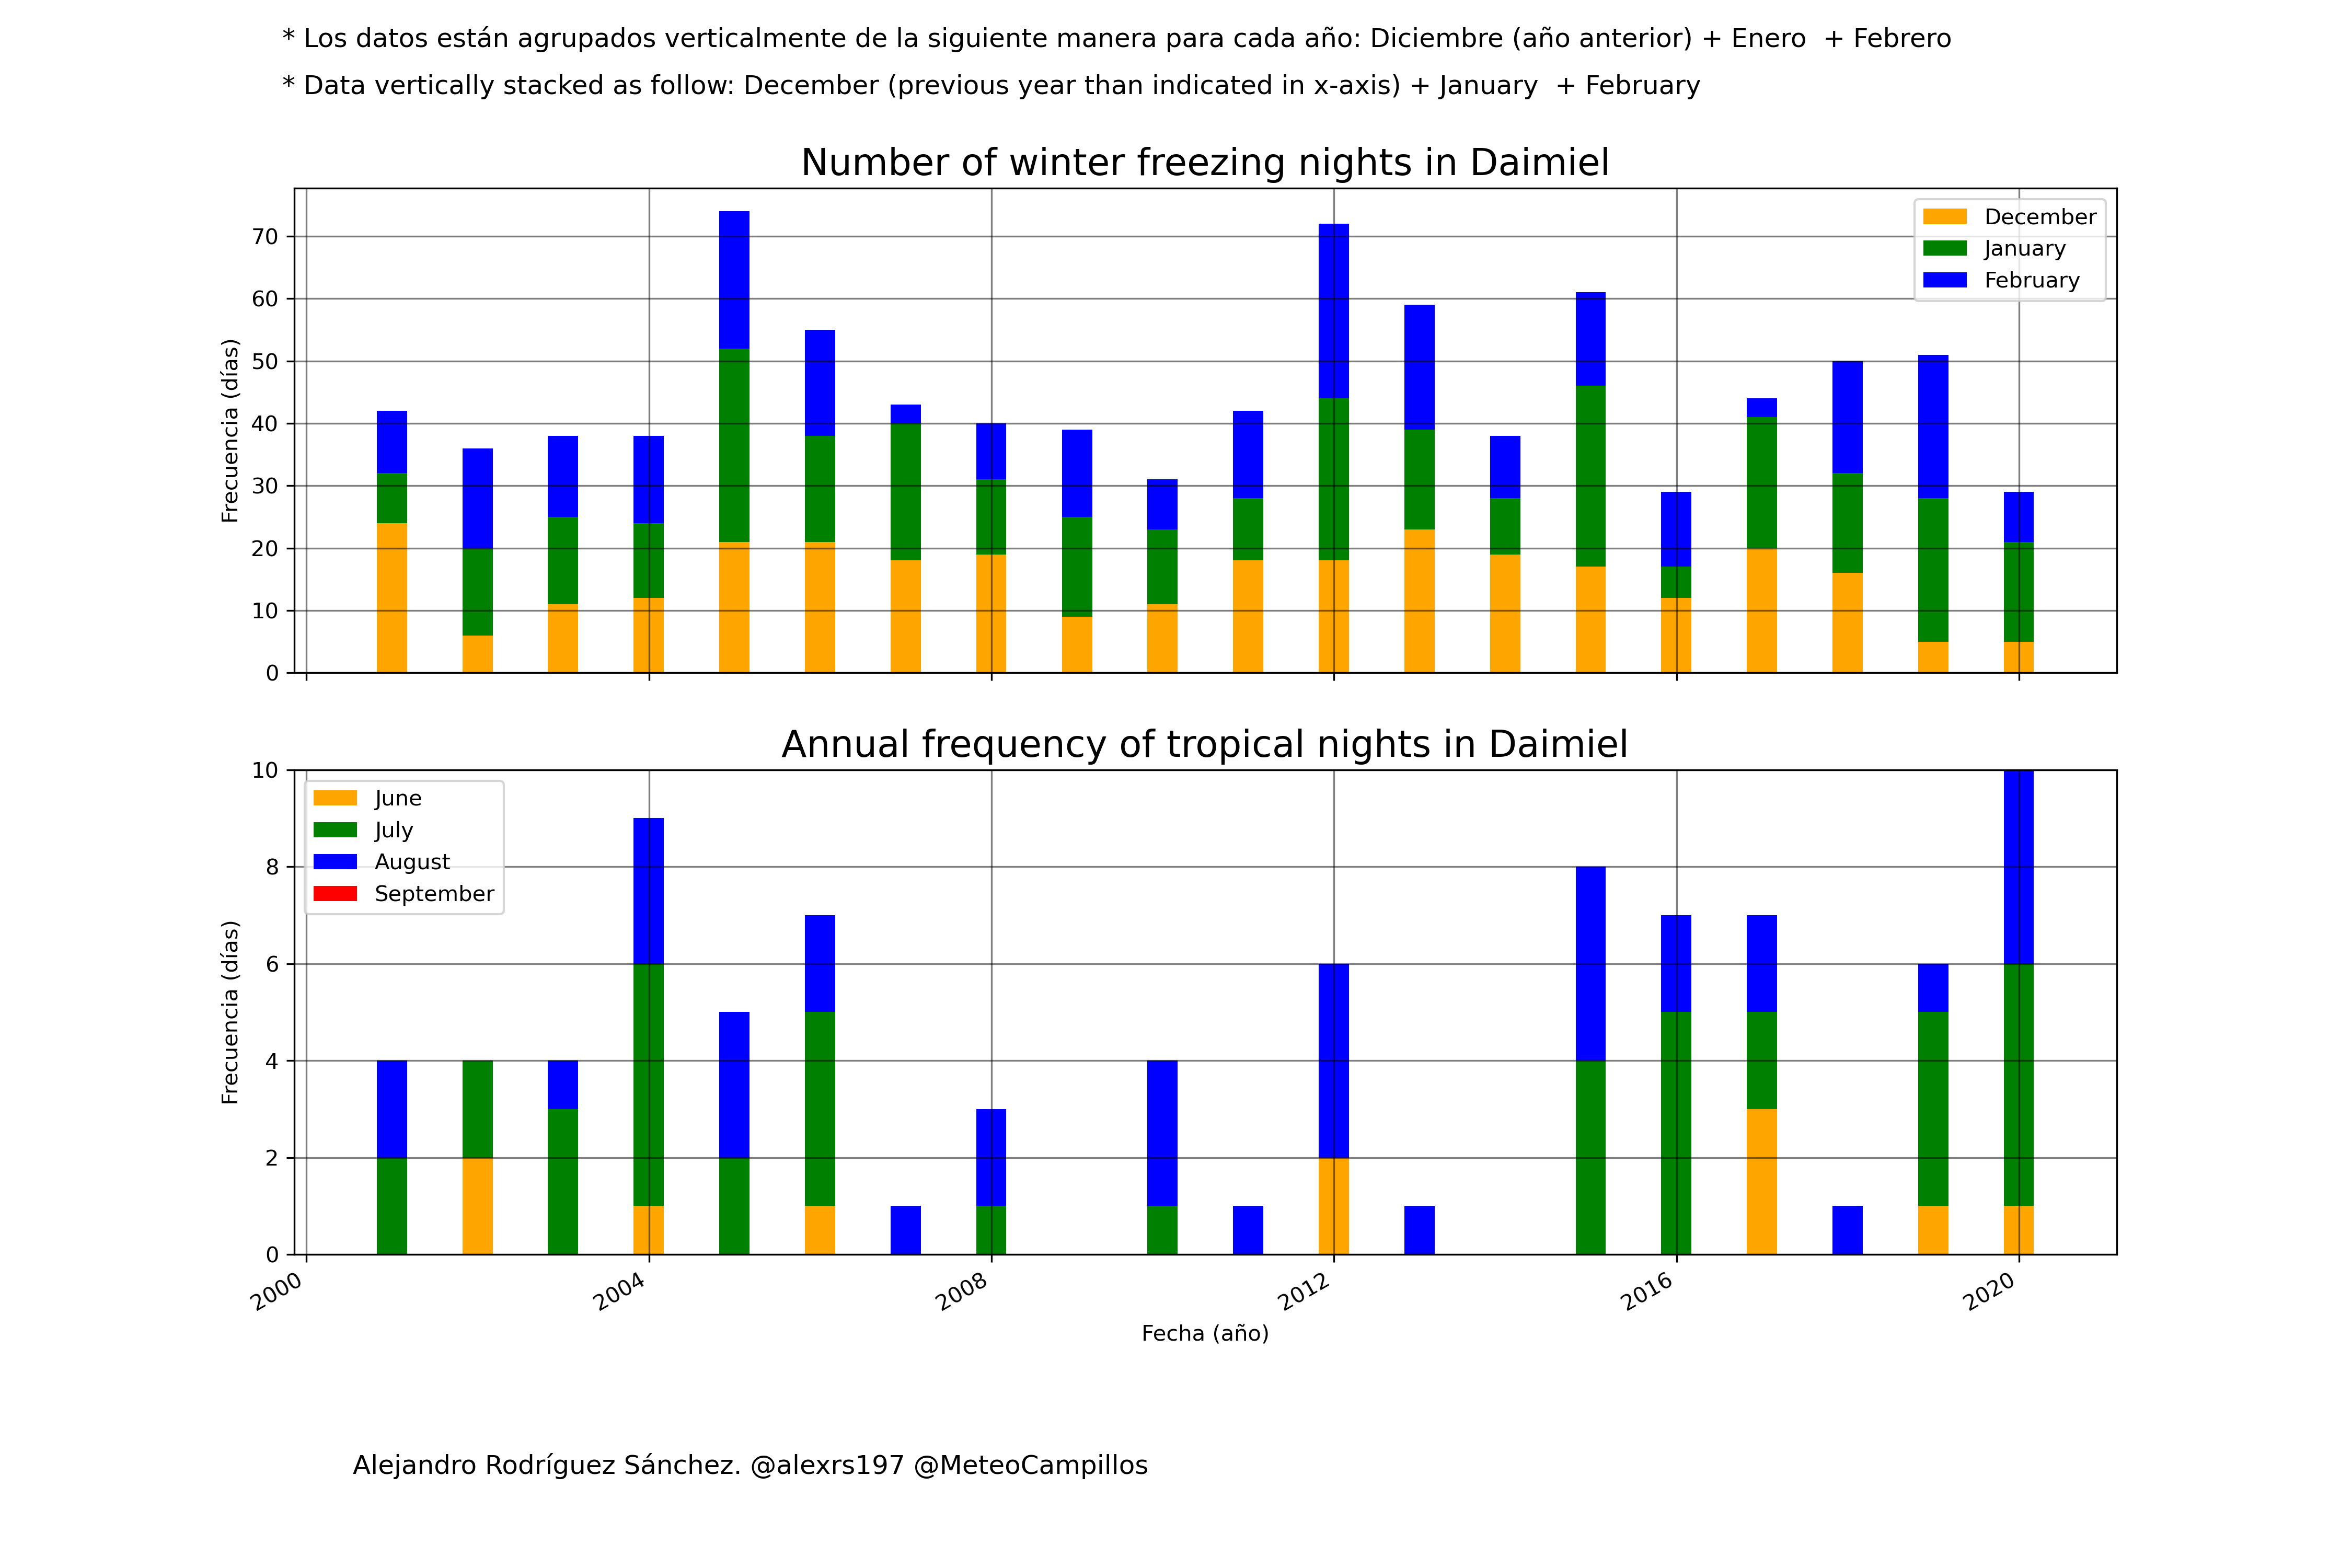 * Los datos están agrupados verticalmente de la siguiente manera para cada año: Diciembre (año anterior) + Enero  + Febrero
* Data vertically stacked as follow: December (previous year than indicated in x-axis) + January  + February
Number of winter freezing nights in Daimiel
Frecuencia (días)
70
60
50
40
30
20
10
0
December
January
February
Annual frequency of tropical nights in Daimiel
Frecuencia (días)
10
8
6
4
2
0
June
July
August
September
2000
2004
2008
2012
2016
2020
Fecha (año)
Alejandro Rodríguez Sánchez. @alexrs197 @MeteoCampillos